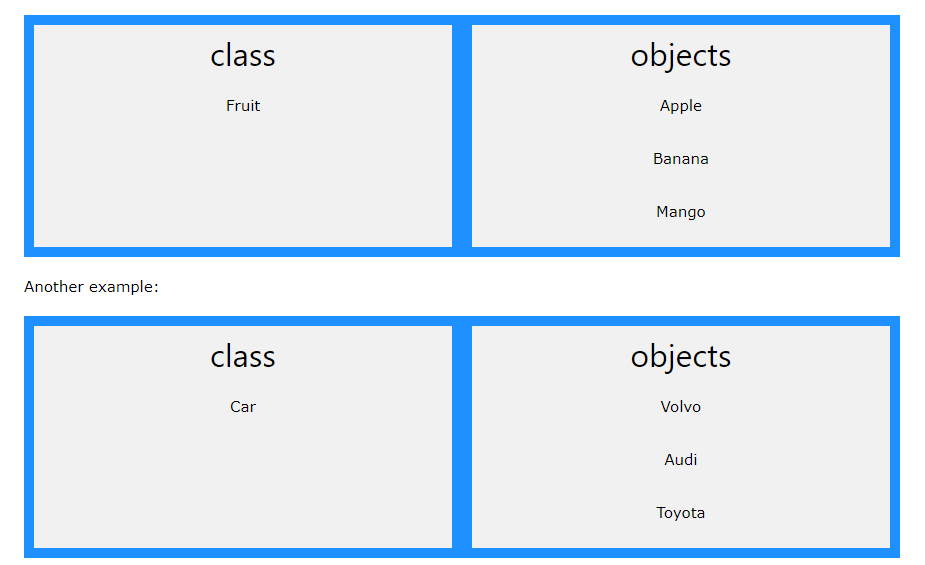 class
Fruit
objects
Apple
Banana
Mango
Another example:
class
Car
objects
Volvo
Audi
Toyota